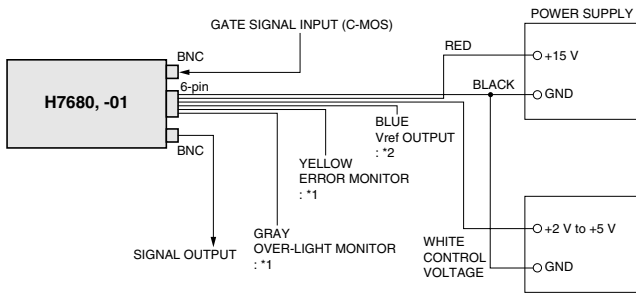 POWER SUPPLY
GATE SIGNAL INPUT (C-MOS)
RED
BNC
+15 V
6-pin
BLACK
H7680, -01
GND
BLUE
Vref OUTPUT
: *2
BNC
YELLOW
ERROR MONITOR
: *1
GRAY
OVER-LIGHT MONITOR
: *1
SIGNAL OUTPUT
WHITE
CONTROL
VOLTAGE
+2 V to +5 V
GND